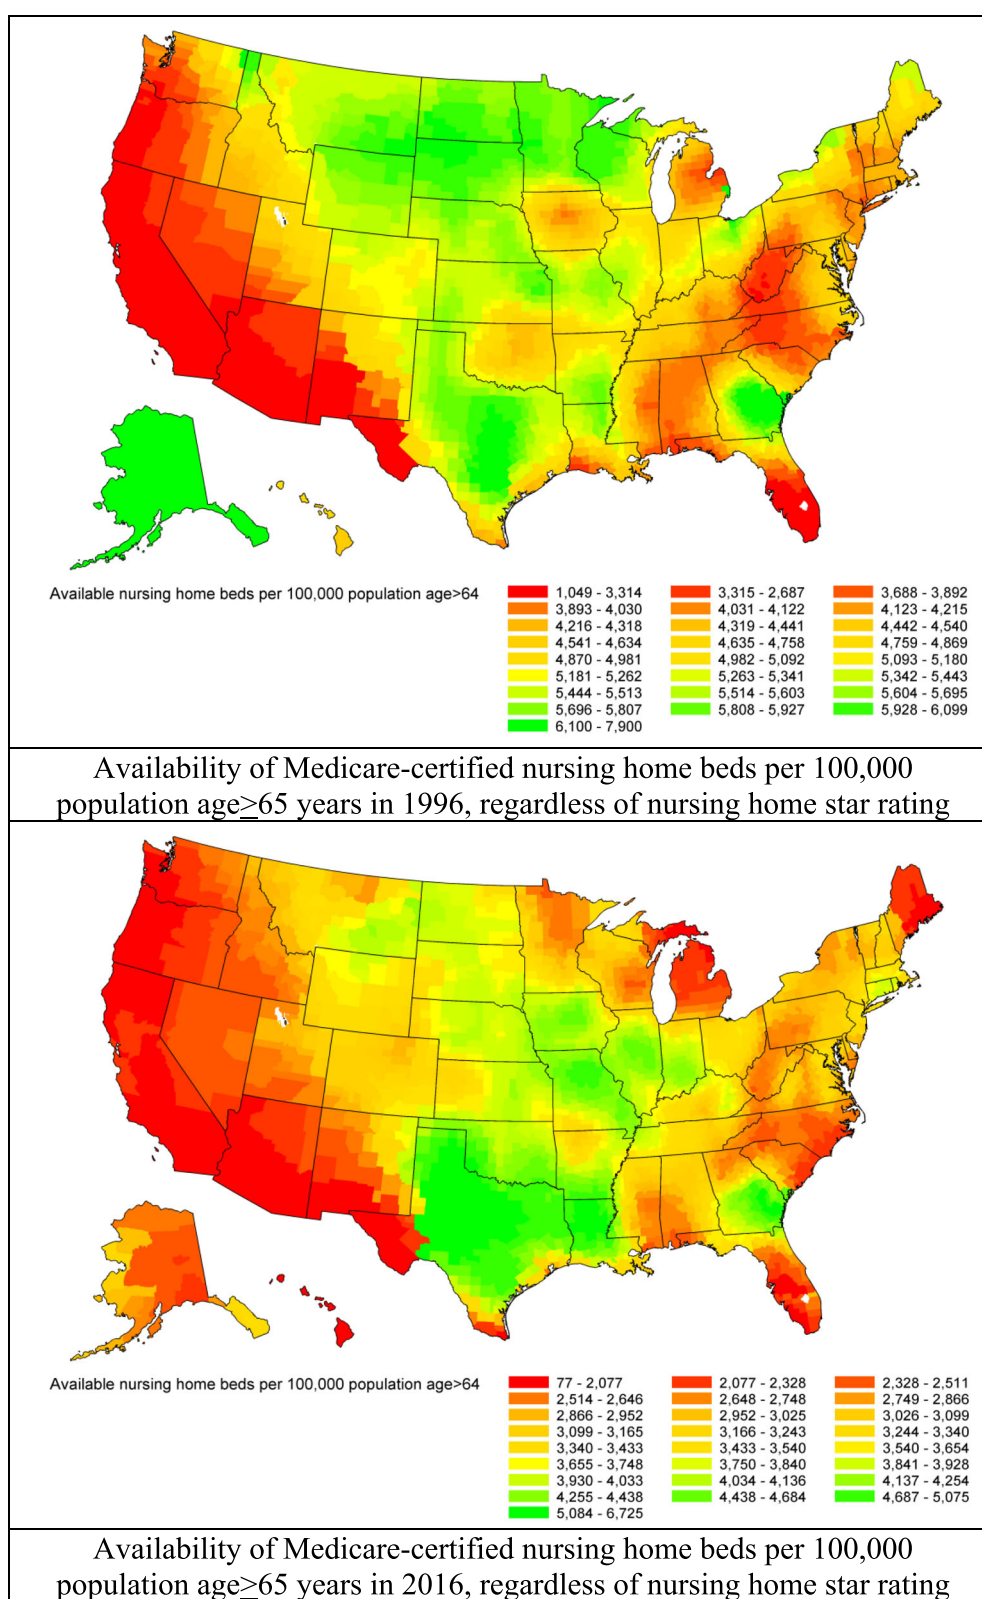 Available nursing home beds per 100,000 population age>64
1,049 - 3,314 3,315 - 2,687 3,688 - 3,892
3,893 - 4,030 4,031 - 4,122 4,123 - 4,215
4,216 - 4,318 4,319 - 4,441 4,442 - 4,540
4,541 - 4,634 4,635 - 4,758 4,759 - 4,869
4,870 - 4,981 4,982 - 5,092 5,093 - 5,180
5,181 - 5,262 5,263 - 5,341 5,342 - 5,443
5,444 - 5,513 5,514 - 5,603 5,604 - 5,695
5,696 - 5,807 5,808 - 5,927 5,928 - 6,099
6,100 - 7,900
Availability of Medicare-certified nursing home beds per 100,000
population age≥65 years in 1996, regardless of nursing home star rating
Available nursing home beds per 100,000 population age>64
77 - 2,077 2,077 - 2,328 2,328 - 2,511
2,514 - 2,646 2,648 - 2,748 2,749 - 2,866
2,866 - 2,952 2,952 - 3,025 3,026 - 3,099
3,099 - 3,165 3,166 - 3,243 3,244 - 3,340
3,340 - 3,433 3,433 - 3,540 3,540 - 3,654
3,655 - 3,748 3,750 - 3,840 3,841 - 3,928
3,930 - 4,033 4,034 - 4,136 4,137 - 4,254
4,255 - 4,438 4,438 - 4,684 4,687 - 5,075
5,084 - 6,725
Availability of Medicare-certified nursing home beds per 100,000
population age≥65 years in 2016, regardless of nursing home star rating